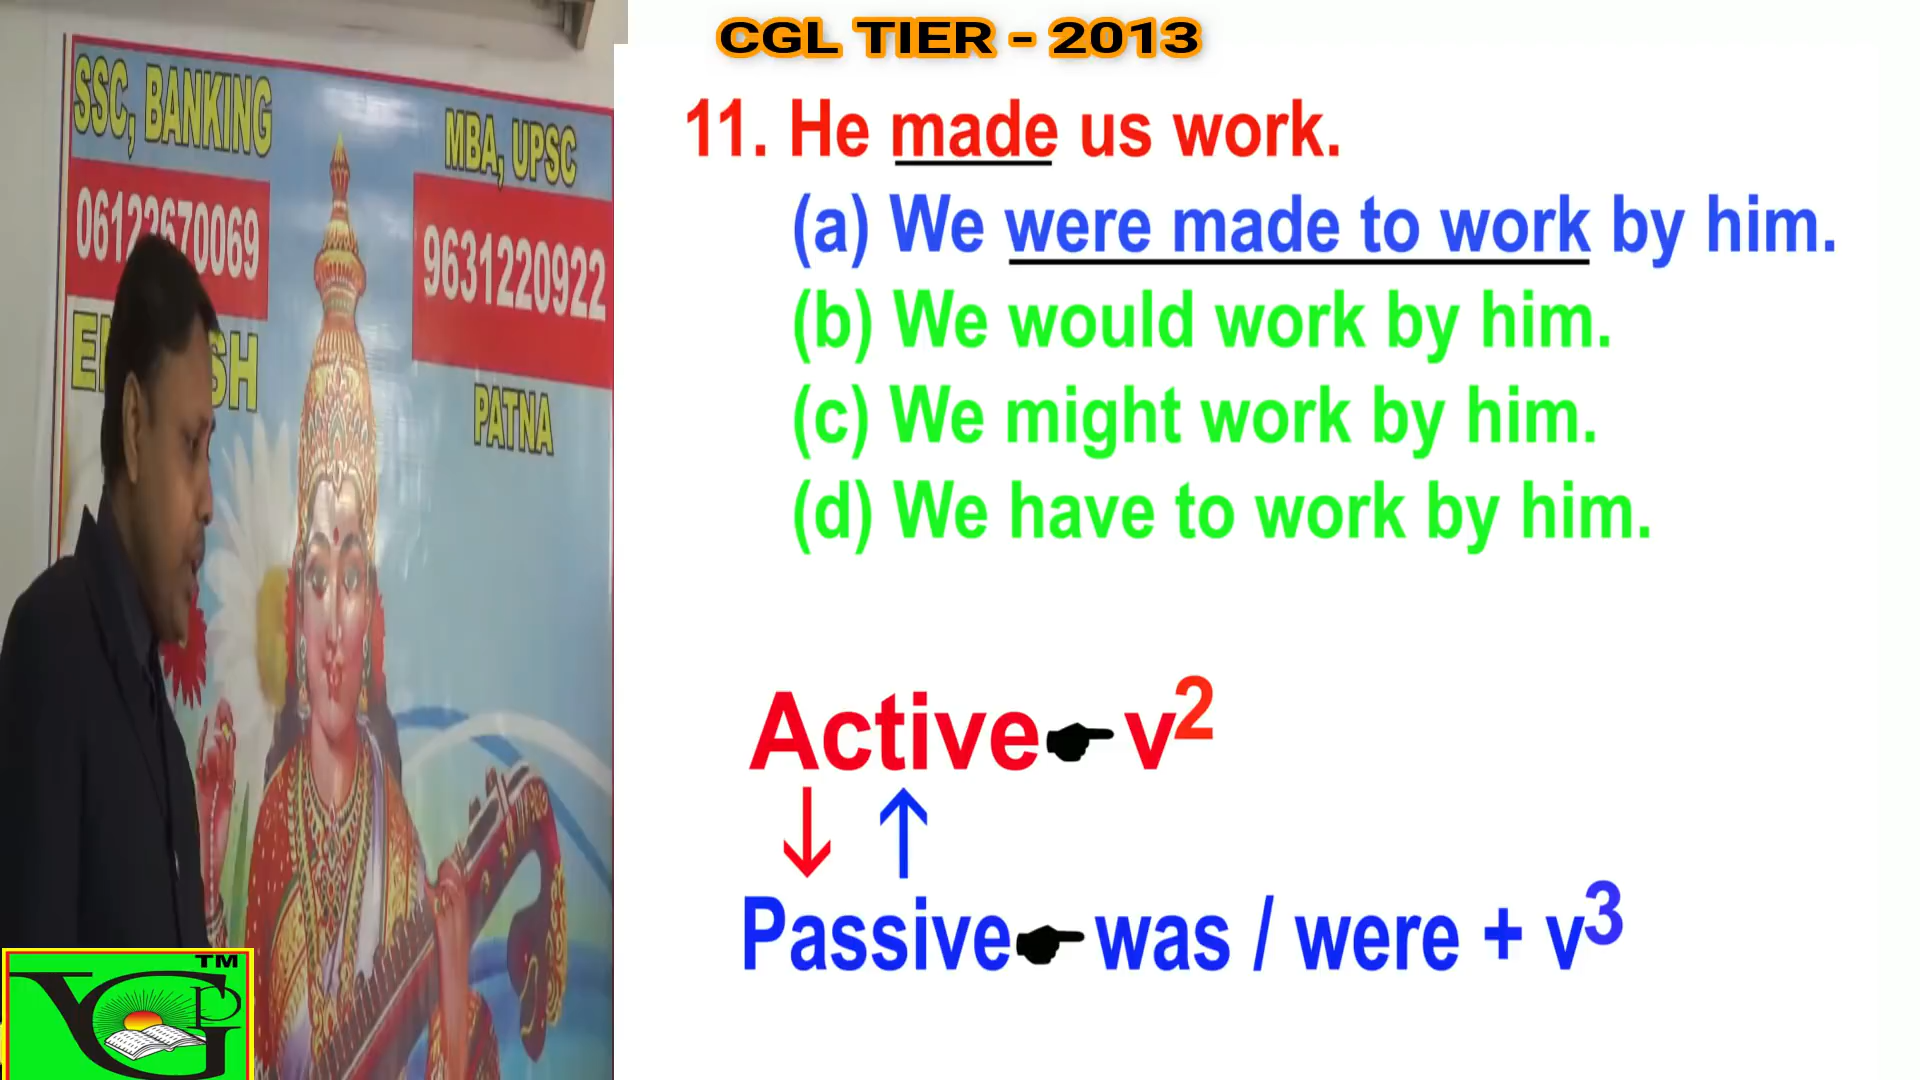 CGL TIER - 2013
SSC, BANKING
MBA, UPSC
9631220922
PATNA
11. He made us work.
(a) We were made to work by him.
(b) We would work by him.
(c) We might work by him.
(d) We have to work by him.
Active v²
Passive was / were + v³
TM